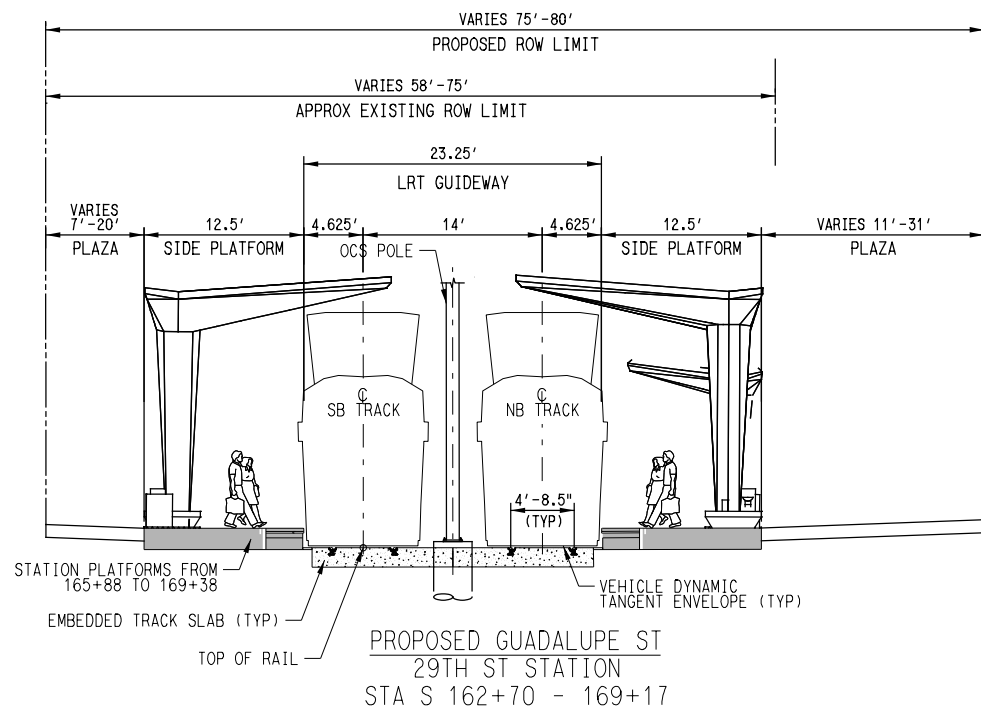 VARIES 75'-80'
PROPOSED ROW LIMIT
VARIES 58'-75'
APPROX EXISTING ROW LIMIT
23.25'
LRT GUIDEWAY
VARIES
7'-20'
PLAZA
12.5'
SIDE PLATFORM
4.625'
14'
4.625'
12.5'
SIDE PLATFORM
VARIES 11'-31'
PLAZA
OCS POLE
℄
SB TRACK
℄
NB TRACK
4'-8.5"
(TYP)
STATION PLATFORMS FROM
165+88 TO 169+38
EMBEDDED TRACK SLAB (TYP)
TOP OF RAIL
VEHICLE DYNAMIC
TANGENT ENVELOPE (TYP)
PROPOSED GUADALUPE ST
29TH ST STATION
STA S 162+70 - 169+17